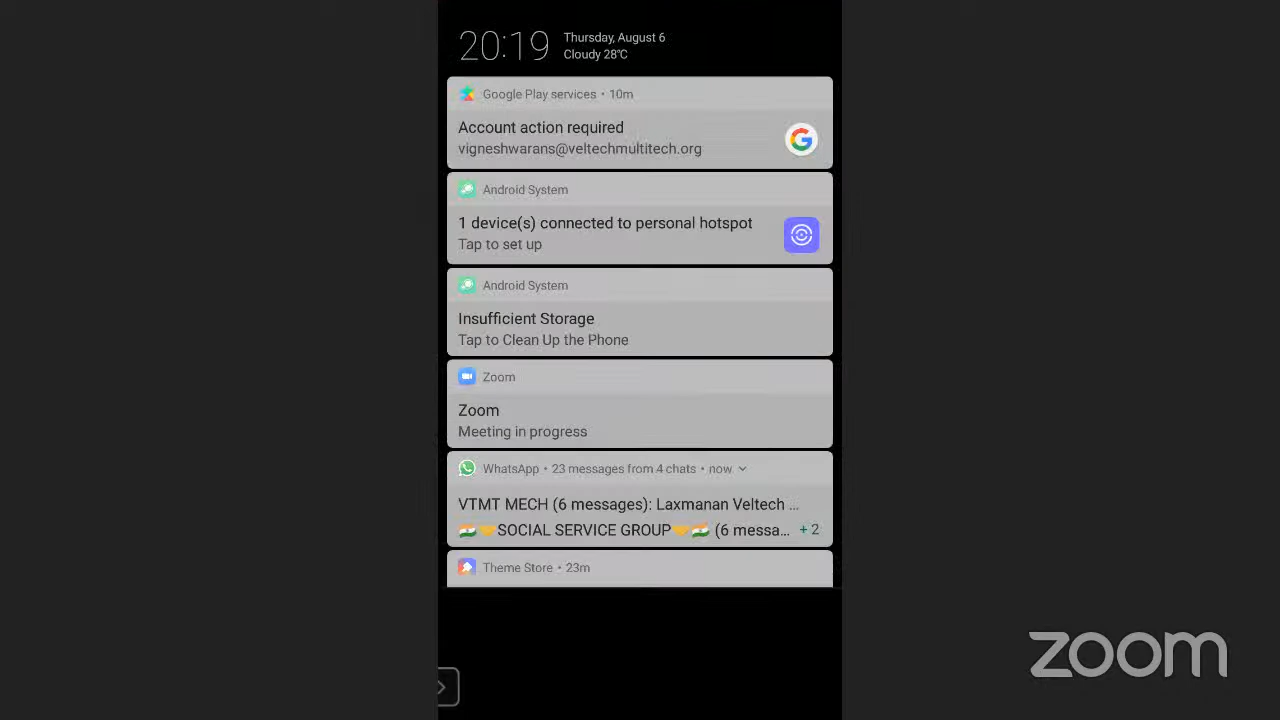 20:19
Thursday, August 6
Cloudy 28℃
Google Play services • 10m
Account action required
vigneshwarans@veltechmultitech.org
Android System
1 device(s) connected to personal hotspot
Tap to set up
Android System
Insufficient Storage
Tap to Clean Up the Phone
Zoom
Zoom
Meeting in progress
WhatsApp • 23 messages from 4 chats • now
VTMT MECH (6 messages): Laxmanan Veltech ...
🇮🇳🤝SOCIAL SERVICE GROUP🤝🇮🇳 (6 messa... +2
Theme Store • 23m
zoom